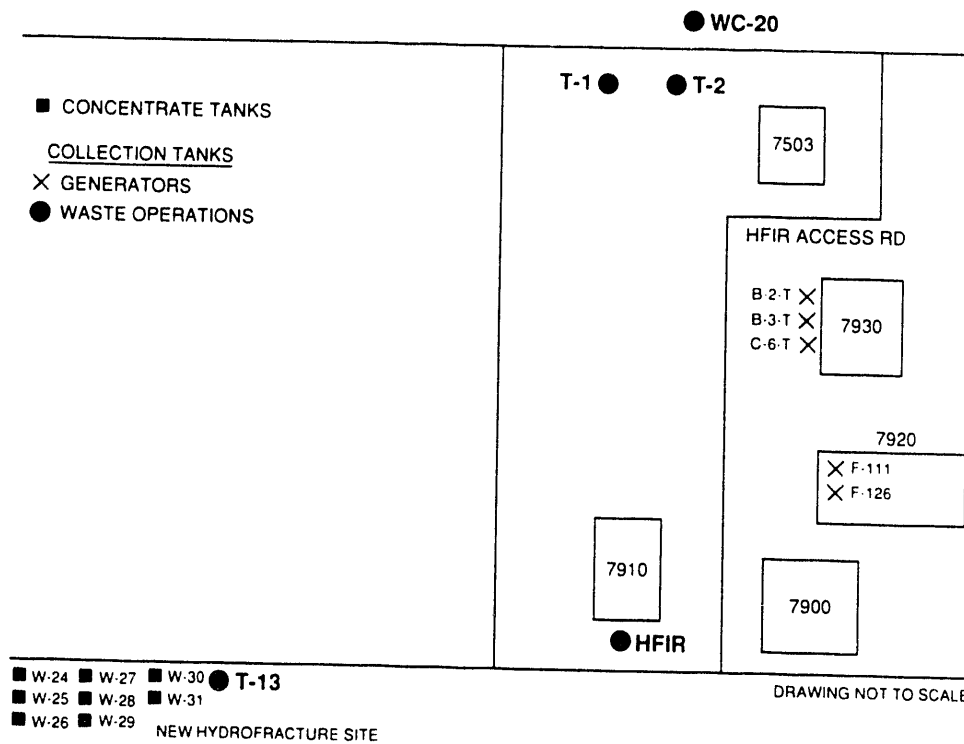 WC-20
T-1 T-2
CONCENTRATE TANKS
COLLECTION TANKS
GENERATORS
WASTE OPERATIONS
7503
HFIR ACCESS RD
B-2-T
B-3-T
C-6-T
7930
7920
F-111
F-126
7910
7900
HFIR
W-24 W-27 W-30 T-13
W-25 W-28 W-31
W-26 W-29
NEW HYDROFRACTURE SITE
DRAWING NOT TO SCALE